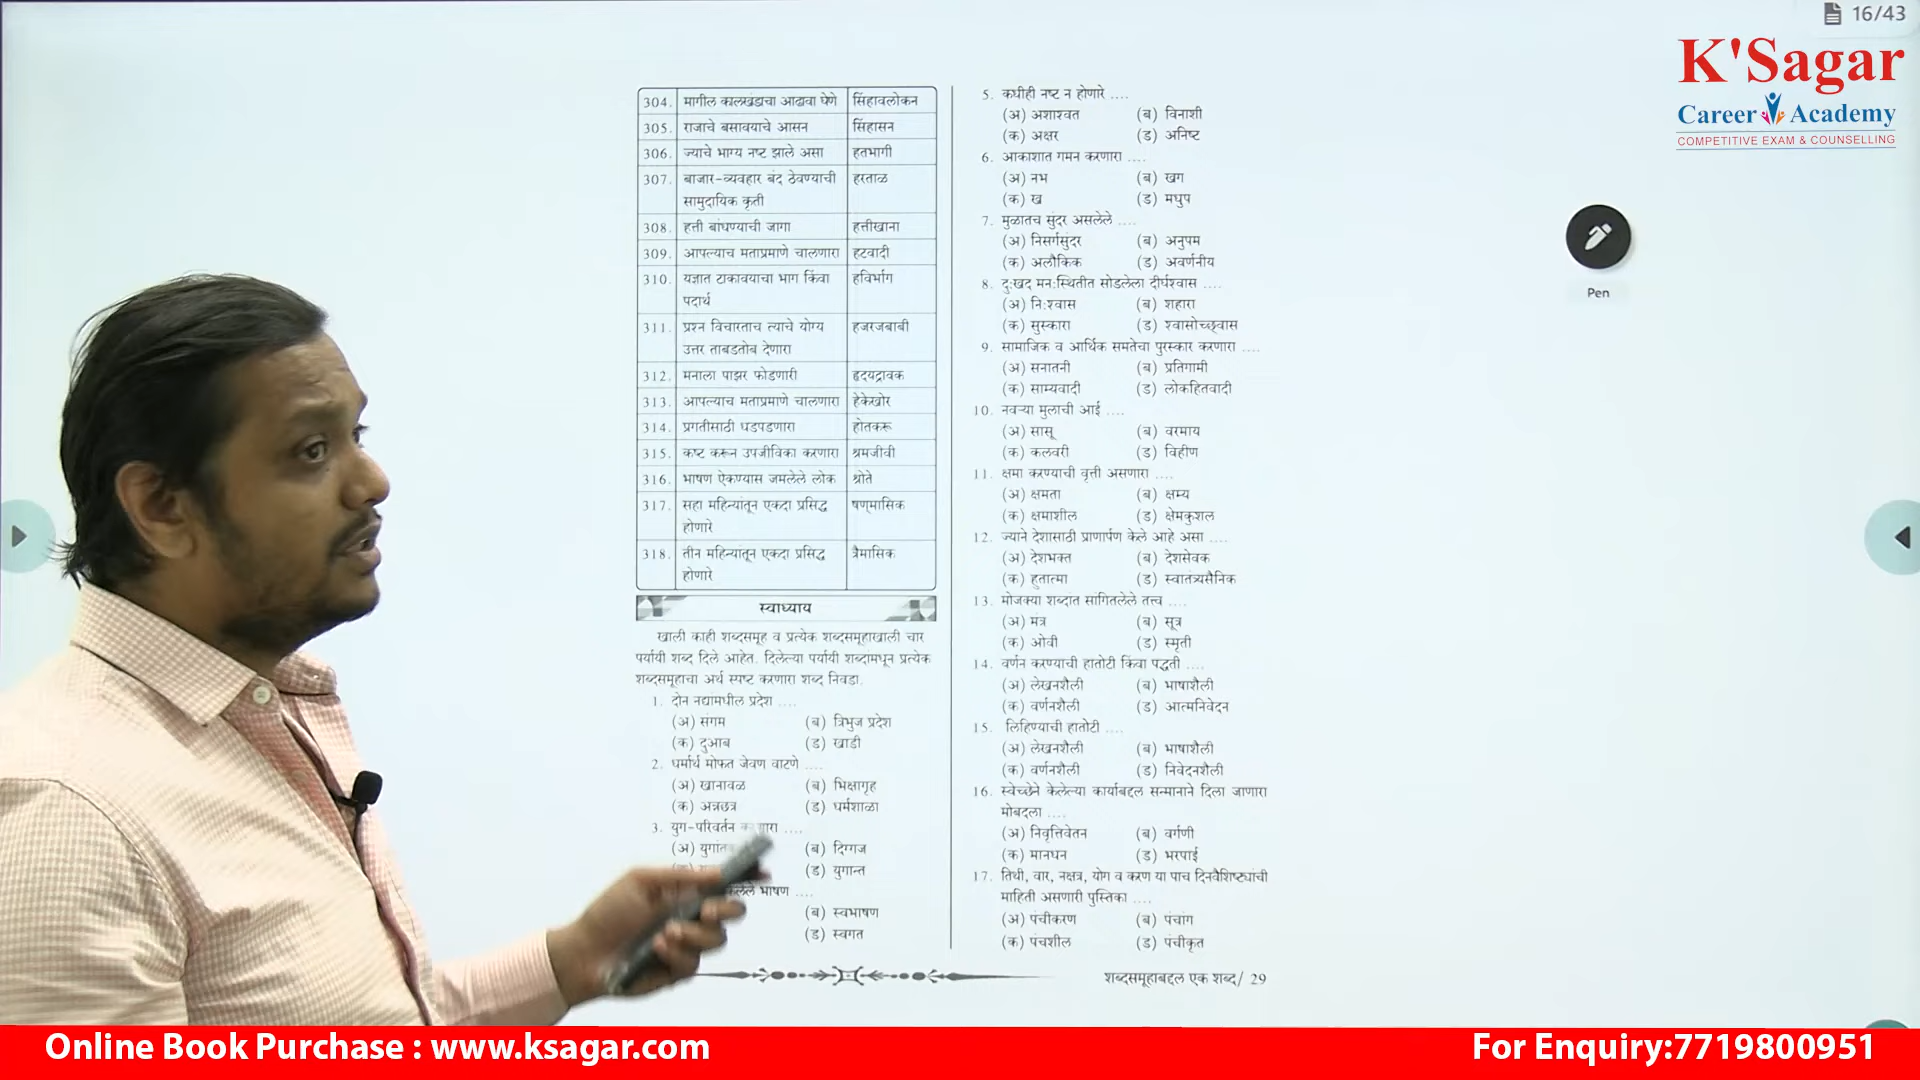 16/43
K'Sagar
Career Academy
COMPETITIVE EXAM & COUNSELLING
Pen
304. मागील कालखंडाचा आढावा घेणे सिंहावलोकन
305. राजाचे बसावयाचे आसन सिंहासन
306. ज्याचे भाग्य नष्ट झाले असा हतभागी
307. बाजार-व्यवहार बंद ठेवण्याची हरताळ
सामुदायिक कृती
308. हत्ती बांधण्याची जागा हत्तीखाना
309. आपल्याच मताप्रमाणे चालणारा हटवादी
310. यज्ञात टाकावयाचा भाग किंवा हविर्भाग
पदार्थ
311. प्रश्न विचारताच त्याचे योग्य हजरजबाबी
उत्तर ताबडतोब देणारा
312. मनाला पाझर फोडणारी हृदयद्रावक
313. आपल्याच मताप्रमाणे चालणारा हेकेखोर
314. प्रगतीसाठी धडपडणारा होतकरू
315. कष्ट करून उपजीविका करणारा श्रमजीवी
316. भाषण ऐकण्यास जमलेले लोक श्रोते
317. सहा महिन्यांतून एकदा प्रसिद्ध षण्मासिक
होणारे
318. तीन महिन्यांतून एकदा प्रसिद्ध त्रैमासिक
होणारे
स्वाध्याय
खाली काही शब्दसमूह व प्रत्येक शब्दसमूहाखाली चार
पर्यायी शब्द दिले आहेत. दिलेल्या पर्यायी शब्दांमधून प्रत्येक
शब्दसमूहाचा अर्थ स्पष्ट करणारा शब्द निवडा.
1. दोन नद्यांमधील प्रदेश ....
(अ) संगम (ब) त्रिभुज प्रदेश
(क) दुआब (ड) खाडी
2. धर्मार्थ मोफत जेवण वाटणे ....
(अ) खानावळ (ब) भिक्षागृह
(क) अन्नछत्र (ड) धर्मशाळा
3. युग-परिवर्तन करणारा ....
(अ) (ब) दिग्गज
(ड) युगान्त
भाषण ....
(ब) स्वभाषण
(ड) स्वगत
5. कधीही नष्ट न होणारे ....
(अ) अशाश्वत (ब) विनाशी
(क) अक्षर (ड) अनिष्ट
6. आकाशात गमन करणारा ....
(अ) नभ (ब) खग
(क) ख (ड) मधुप
7. मुळातच सुंदर असलेले ....
(अ) निसर्गसुंदर (ब) अनुपम
(क) अलौकिक (ड) अवर्णनीय
8. दुःखद मनःस्थितीत सोडलेला दीर्घश्वास ....
(अ) निःश्वास (ब) शहारा
(क) सुस्कारा (ड) श्वासोच्छ्वास
9. सामाजिक व आर्थिक समतेचा पुरस्कार करणारा ....
(अ) सनातनी (ब) प्रतिगामी
(क) साम्यवादी (ड) लोकहितवादी
10. नवऱ्या मुलाची आई ....
(अ) सासू (ब) वरमाय
(क) कलवरी (ड) विहीण
11. क्षमा करण्याची वृत्ती असणारा ....
(अ) क्षमता (ब) क्षम्य
(क) क्षमाशील (ड) क्षेमकुशल
12. ज्याने देशासाठी प्राणार्पण केले आहे असा ....
(अ) देशभक्त (ब) देशसेवक
(क) हुतात्मा (ड) स्वातंत्र्यसैनिक
13. मोजक्या शब्दांत सांगितलेले तत्त्व ....
(अ) मंत्र (ब) सूत्र
(क) ओवी (ड) स्मृती
14. वर्णन करण्याची हातोटी किंवा पद्धती ....
(अ) लेखनशैली (ब) भाषाशैली
(क) वर्णनशैली (ड) आत्मनिवेदन
15. लिहिण्याची हातोटी ....
(अ) लेखनशैली (ब) भाषाशैली
(क) वर्णनशैली (ड) निवेदनशैली
16. स्वेच्छेने केलेल्या कार्याबद्दल सन्मानाने दिला जाणारा
मोबदला ....
(अ) निवृत्तिवेतन (ब) वर्गणी
(क) मानधन (ड) भरपाई
17. तिथी, वार, नक्षत्र, योग व करण या पाच दिनवैशिष्ट्यांची
माहिती असणारी पुस्तिका ....
(अ) पंचीकरण (ब) पंचांग
(क) पंचशील (ड) पंचीकृत
शब्दसमूहाबद्दल एक शब्द/ 29
Online Book Purchase : www.ksagar.com
For Enquiry:7719800951